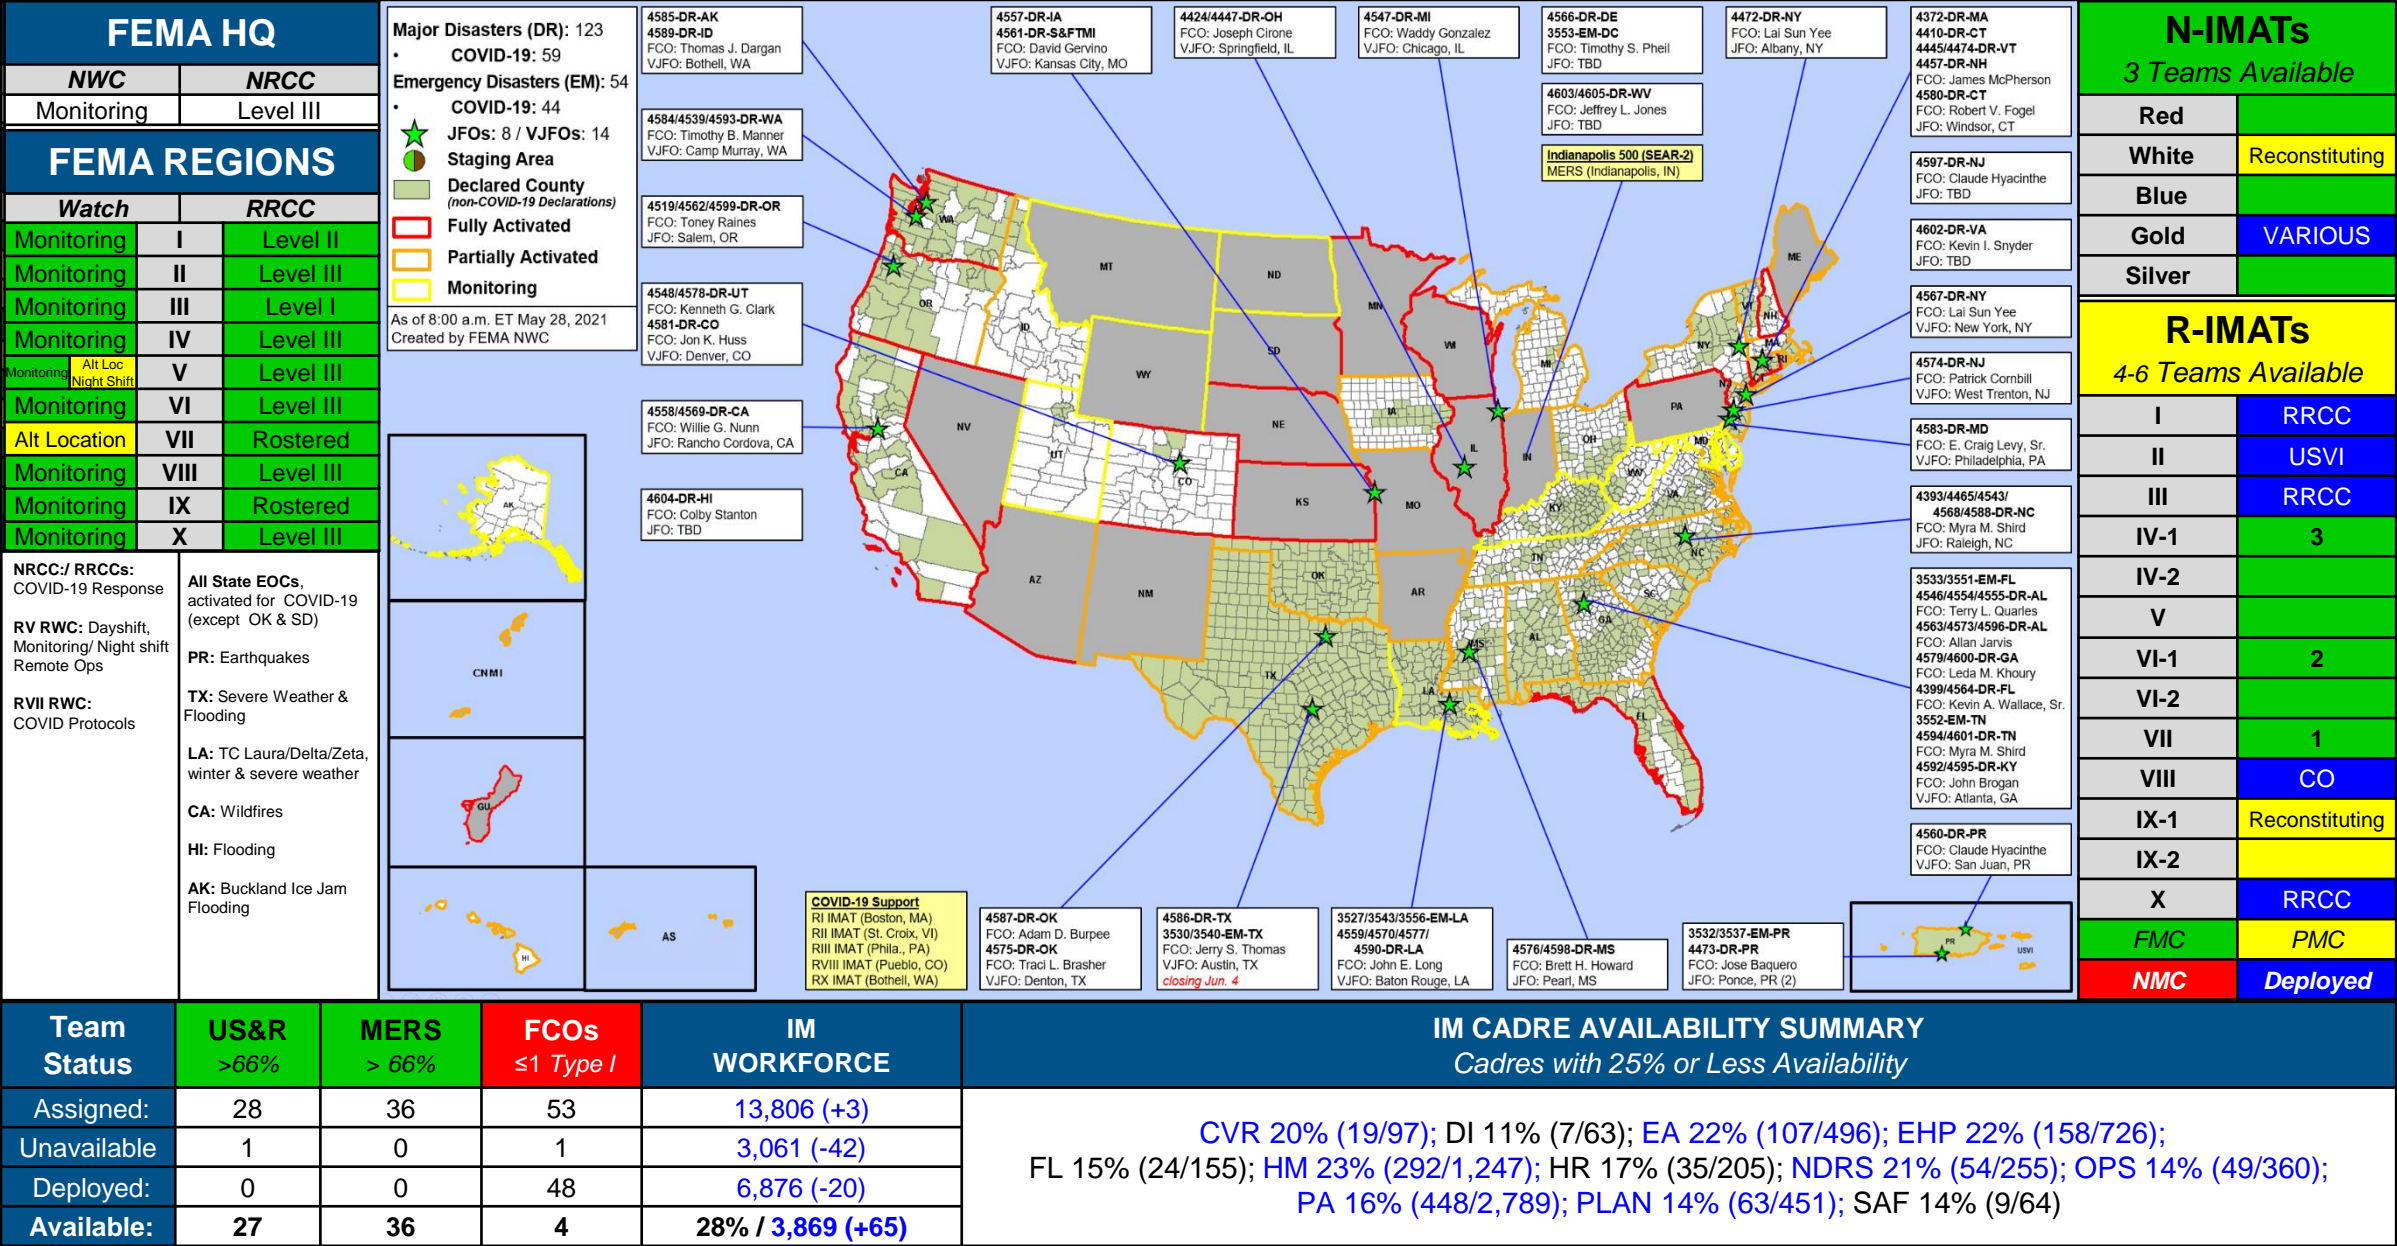 FEMA HQ
NWC NRCC
Monitoring Level III
FEMA REGIONS
Watch RRCC
Monitoring I Level II
Monitoring II Level III
Monitoring III Level I
Monitoring IV Level III
Monitoring Alt Loc Night Shift V Level III
Monitoring VI Level III
Alt Location VII Rostered
Monitoring VIII Level III
Monitoring IX Rostered
Monitoring X Level III
NRCC:/ RRCCs:
COVID-19 Response
RV RWC: Dayshift,
Monitoring/ Night shift
Remote Ops
RVII RWC:
COVID Protocols
All State EOCs,
activated for COVID-19
(except OK & SD)
PR: Earthquakes
TX: Severe Weather &
Flooding
LA: TC Laura/Delta/Zeta,
winter & severe weather
CA: Wildfires
HI: Flooding
AK: Buckland Ice Jam
Flooding
Major Disasters (DR): 123
• COVID-19: 59
Emergency Disasters (EM): 54
• COVID-19: 44
JFOs: 8 / VJFOs: 14
Staging Area
Declared County
(non-COVID-19 Declarations)
Fully Activated
Partially Activated
Monitoring
As of 8:00 a.m. ET May 28, 2021
Created by FEMA NWC
4585-DR-AK
4589-DR-ID
FCO: Thomas J. Dargan
VJFO: Bothell, WA
4584/4539/4593-DR-WA
FCO: Timothy B. Manner
VJFO: Camp Murray, WA
4519/4562/4599-DR-OR
FCO: Toney Raines
JFO: Salem, OR
4548/4578-DR-UT
FCO: Kenneth G. Clark
4581-DR-CO
FCO: Jon K. Huss
VJFO: Denver, CO
4558/4569-DR-CA
FCO: Willie G. Nunn
JFO: Rancho Cordova, CA
4604-DR-HI
FCO: Colby Stanton
JFO: TBD
4557-DR-IA
4561-DR-S&FTMI
FCO: David Gervino
VJFO: Kansas City, MO
4424/4447-DR-OH
FCO: Joseph Cirone
VJFO: Springfield, IL
4547-DR-MI
FCO: Waddy Gonzalez
VJFO: Chicago, IL
4566-DR-DE
3553-EM-DC
FCO: Timothy S. Pheil
JFO: TBD
4603/4605-DR-WV
FCO: Jeffrey L. Jones
JFO: TBD
Indianapolis 500 (SEAR-2)
MERS (Indianapolis, IN)
4472-DR-NY
FCO: Lai Sun Yee
JFO: Albany, NY
4372-DR-MA
4410-DR-CT
4445/4474-DR-VT
4457-DR-NH
FCO: James McPherson
4580-DR-CT
FCO: Robert V. Fogel
JFO: Windsor, CT
4597-DR-NJ
FCO: Claude Hyacinthe
JFO: TBD
4602-DR-VA
FCO: Kevin I. Snyder
JFO: TBD
4567-DR-NY
FCO: Lai Sun Yee
VJFO: New York, NY
4574-DR-NJ
FCO: Patrick Cornbill
VJFO: West Trenton, NJ
4583-DR-MD
FCO: E. Craig Levy, Sr.
VJFO: Philadelphia, PA
4393/4465/4543/
4568/4588-DR-NC
FCO: Myra M. Shird
JFO: Raleigh, NC
3533/3551-EM-FL
4546/4554/4555-DR-AL
FCO: Terry L. Quarles
4563/4573/4596-DR-AL
FCO: Allan Jarvis
4579/4600-DR-GA
FCO: Leda M. Khoury
4399/4564-DR-FL
FCO: Kevin A. Wallace, Sr.
3552-EM-TN
4594/4601-DR-TN
FCO: Myra M. Shird
4592/4595-DR-KY
FCO: John Brogan
VJFO: Atlanta, GA
4560-DR-PR
FCO: Claude Hyacinthe
VJFO: San Juan, PR
WA
OR
ID
MT
ND
SD
MN
WI
MI
WY
NE
IA
NV
UT
CO
KS
MO
IL
IN
OH
CA
AZ
NM
OK
AR
TX
LA
MS
AL
GA
SC
NC
TN
KY
VA
WV
MD
PA
NJ
NY
VT
NH
ME
MA
RI
CT
FL
AK
CNMI
GU
HI
AS
PR
USVI
COVID-19 Support
RI IMAT (Boston, MA)
RII IMAT (St. Croix, VI)
RIII IMAT (Phila., PA)
RVIII IMAT (Pueblo, CO)
RX IMAT (Bothell, WA)
4587-DR-OK
FCO: Adam D. Burpee
4575-DR-OK
FCO: Traci L. Brasher
VJFO: Denton, TX
4586-DR-TX
3530/3540-EM-TX
FCO: Jerry S. Thomas
VJFO: Austin, TX
closing Jun. 4
3527/3543/3556-EM-LA
4559/4570/4577/
4590-DR-LA
FCO: John E. Long
VJFO: Baton Rouge, LA
4576/4598-DR-MS
FCO: Brett H. Howard
JFO: Pearl, MS
3532/3537-EM-PR
4473-DR-PR
FCO: Jose Baquero
JFO: Ponce, PR (2)
N-IMATs
3 Teams Available
Red
White Reconstituting
Blue
Gold VARIOUS
Silver
R-IMATs
4-6 Teams Available
I RRCC
II USVI
III RRCC
IV-1 3
IV-2
V
VI-1 2
VI-2
VII 1
VIII CO
IX-1 Reconstituting
IX-2
X RRCC
FMC PMC
NMC Deployed
Team Status US&R >66% MERS > 66% FCOs ≤1 Type I IM WORKFORCE
Assigned: 28 36 53 13,806 (+3)
Unavailable 1 0 1 3,061 (-42)
Deployed: 0 0 48 6,876 (-20)
Available: 27 36 4 28% / 3,869 (+65)
IM CADRE AVAILABILITY SUMMARY
Cadres with 25% or Less Availability
CVR 20% (19/97); DI 11% (7/63); EA 22% (107/496); EHP 22% (158/726);
FL 15% (24/155); HM 23% (292/1,247); HR 17% (35/205); NDRS 21% (54/255); OPS 14% (49/360);
PA 16% (448/2,789); PLAN 14% (63/451); SAF 14% (9/64)